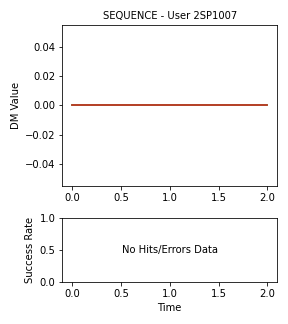 SEQUENCE - User 2SP1007
DM Value
0.04
0.02
0.00
−0.02
−0.04
0.0 0.5 1.0 1.5 2.0
Success Rate
1.0
0.5
0.0
No Hits/Errors Data
0.0 0.5 1.0 1.5 2.0
Time